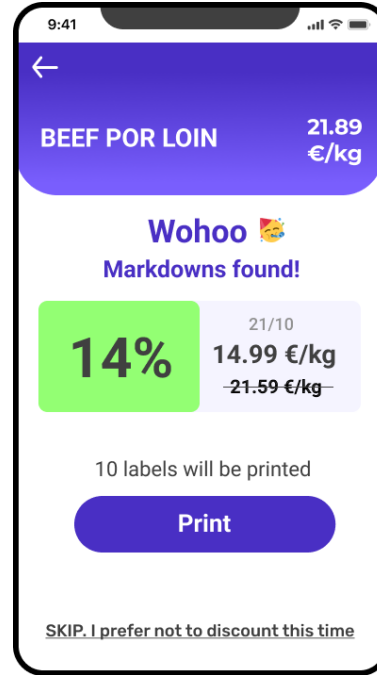 9:41
BEEF POR LOIN
21.89
€/kg
Wohoo 🥳
Markdowns found!
14%
21/10
14.99 €/kg
21.59 €/kg
10 labels will be printed
Print
SKIP. I prefer not to discount this time